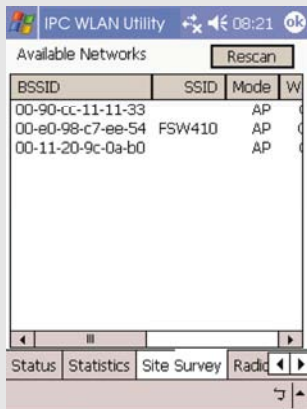 IPC WLAN Utility 08:21 ok
Available Networks Rescan
BSSID SSID Mode W
00-90-cc-11-11-33 AP
00-e0-98-c7-ee-54 FSW410 AP
00-11-20-9c-0a-b0 AP
Status Statistics Site Survey Radio